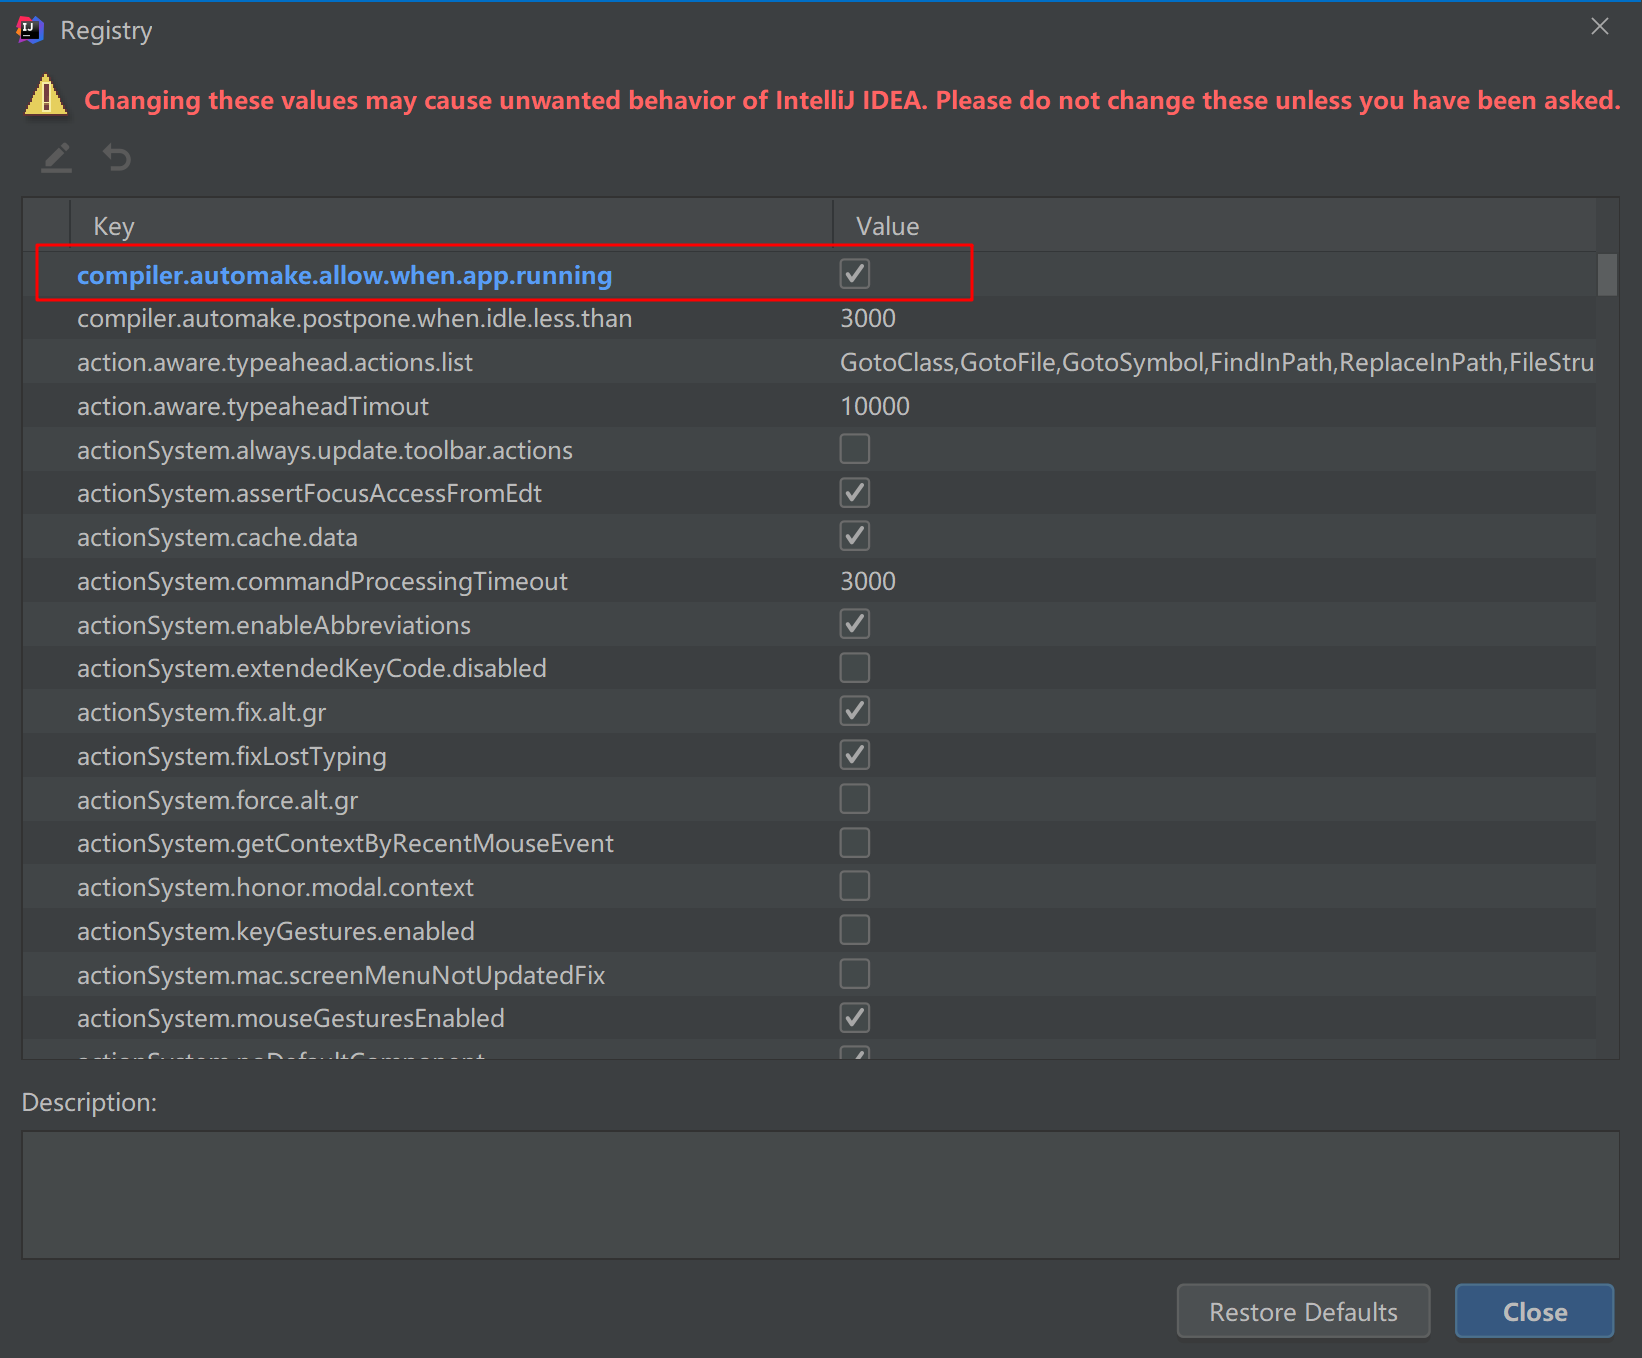 Registry
Changing these values may cause unwanted behavior of IntelliJ IDEA. Please do not change these unless you have been asked.
Key Value
compiler.automake.allow.when.app.running
compiler.automake.postpone.when.idle.less.than 3000
action.aware.typeahead.actions.list GotoClass,GotoFile,GotoSymbol,FindInPath,ReplaceInPath,FileStru
action.aware.typeaheadTimout 10000
actionSystem.always.update.toolbar.actions
actionSystem.assertFocusAccessFromEdt
actionSystem.cache.data
actionSystem.commandProcessingTimeout 3000
actionSystem.enableAbbreviations
actionSystem.extendedKeyCode.disabled
actionSystem.fix.alt.gr
actionSystem.fixLostTyping
actionSystem.force.alt.gr
actionSystem.getContextByRecentMouseEvent
actionSystem.honor.modal.context
actionSystem.keyGestures.enabled
actionSystem.mac.screenMenuNotUpdatedFix
actionSystem.mouseGesturesEnabled
actionSystem.noDefaultComponent
Description:
Restore Defaults Close